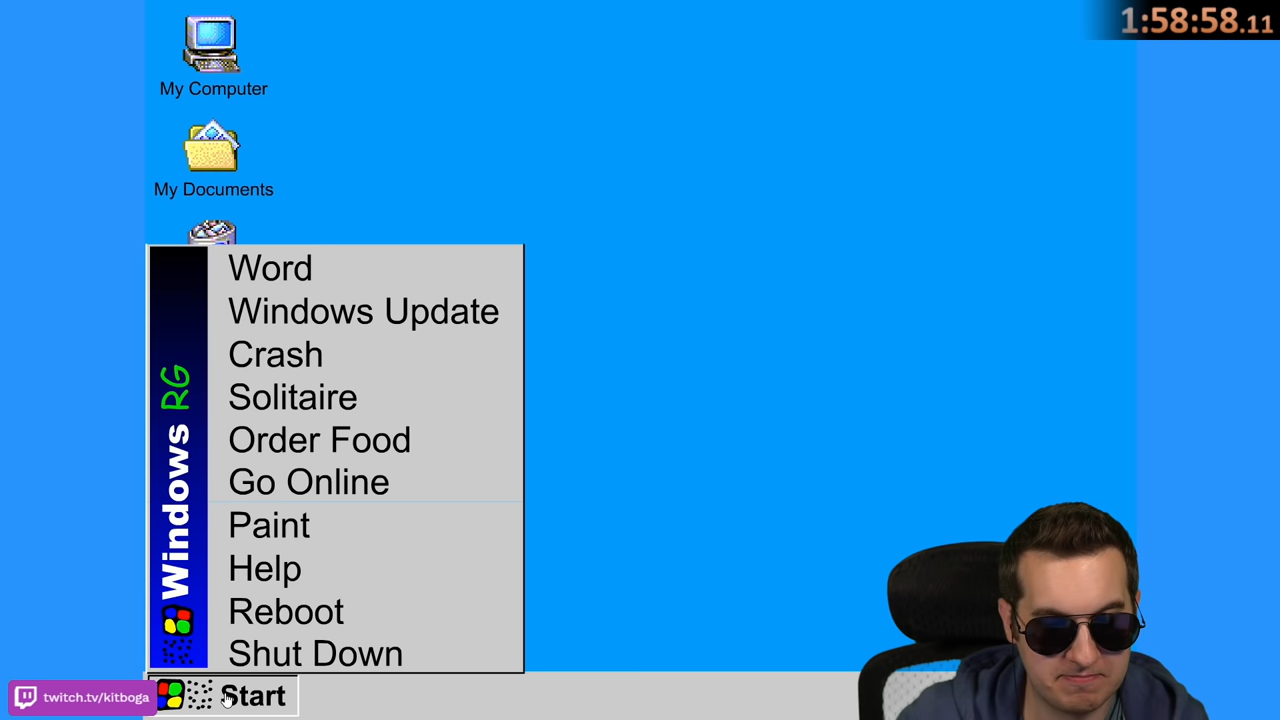 1:58:58.11
My Computer
My Documents
Word
Windows Update
Crash
Solitaire
Order Food
Go Online
Paint
Help
Reboot
Shut Down
Windows RG
Start
twitch.tv/kitboga